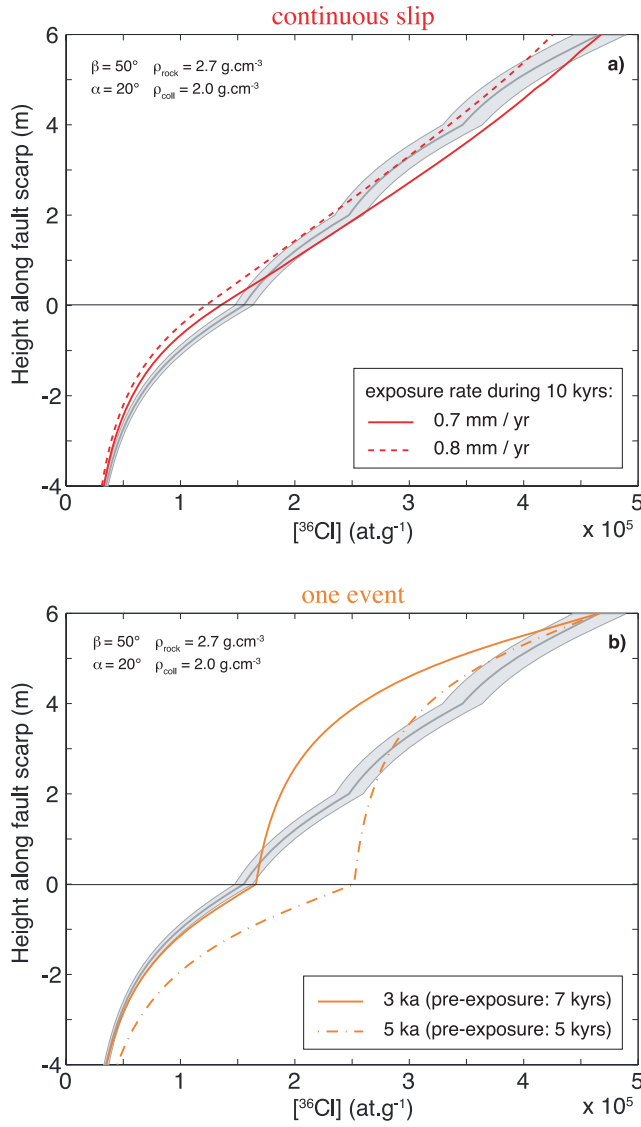 continuous slip
β = 50° ρrock = 2.7 g.cm-3
α = 20° ρcoll = 2.0 g.cm-3
a)
Height along fault scarp (m)
6
4
2
0
-2
-4
exposure rate during 10 kyrs:
0.7 mm / yr
0.8 mm / yr
0 1 2 3 4 5
[36Cl] (at.g-1)
x 10^5
one event
β = 50° ρrock = 2.7 g.cm-3
α = 20° ρcoll = 2.0 g.cm-3
b)
Height along fault scarp (m)
6
4
2
0
-2
-4
3 ka (pre-exposure: 7 kyrs)
5 ka (pre-exposure: 5 kyrs)
0 1 2 3 4 5
[36Cl] (at.g-1)
x 10^5